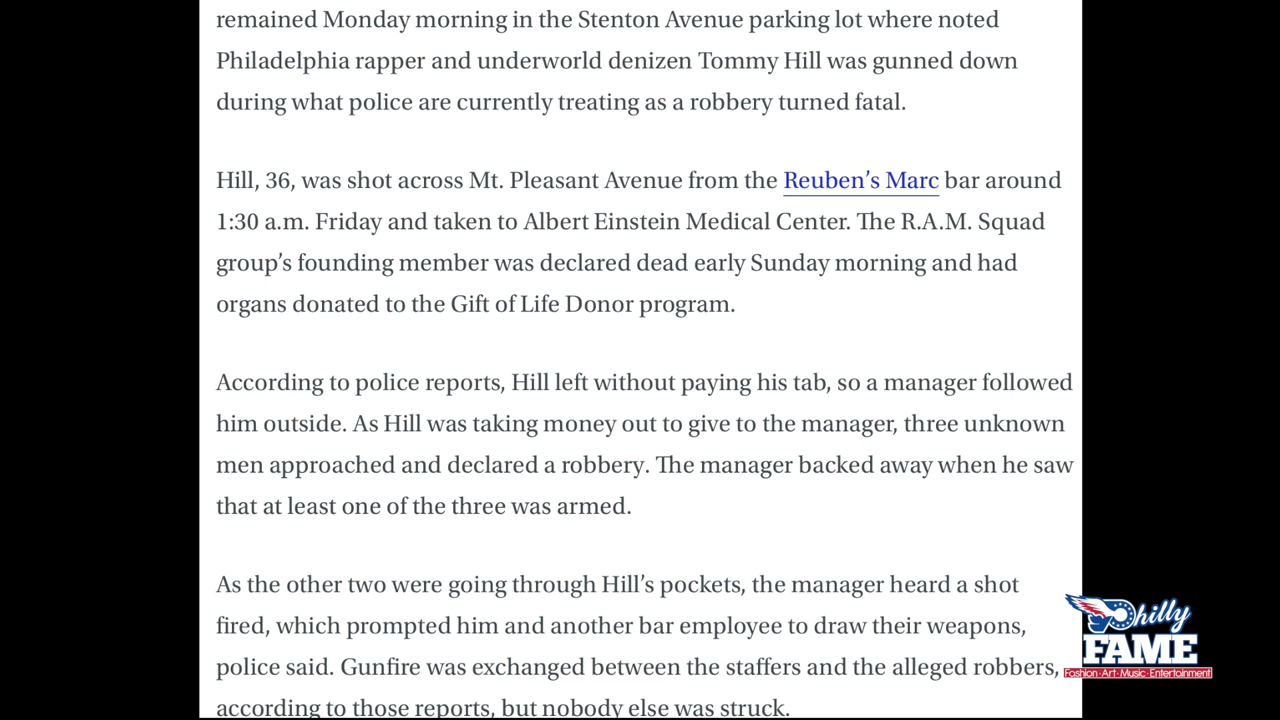 remained Monday morning in the Stenton Avenue parking lot where noted
Philadelphia rapper and underworld denizen Tommy Hill was gunned down
during what police are currently treating as a robbery turned fatal.
Hill, 36, was shot across Mt. Pleasant Avenue from the Reuben’s Marc bar around
1:30 a.m. Friday and taken to Albert Einstein Medical Center. The R.A.M. Squad
group’s founding member was declared dead early Sunday morning and had
organs donated to the Gift of Life Donor program.
According to police reports, Hill left without paying his tab, so a manager followed
him outside. As Hill was taking money out to give to the manager, three unknown
men approached and declared a robbery. The manager backed away when he saw
that at least one of the three was armed.
As the other two were going through Hill’s pockets, the manager heard a shot
fired, which prompted him and another bar employee to draw their weapons,
police said. Gunfire was exchanged between the staffers and the alleged robbers,
according to those reports, but nobody else was struck.
Philly
FAME
Fashion·Art·Music·Entertainment